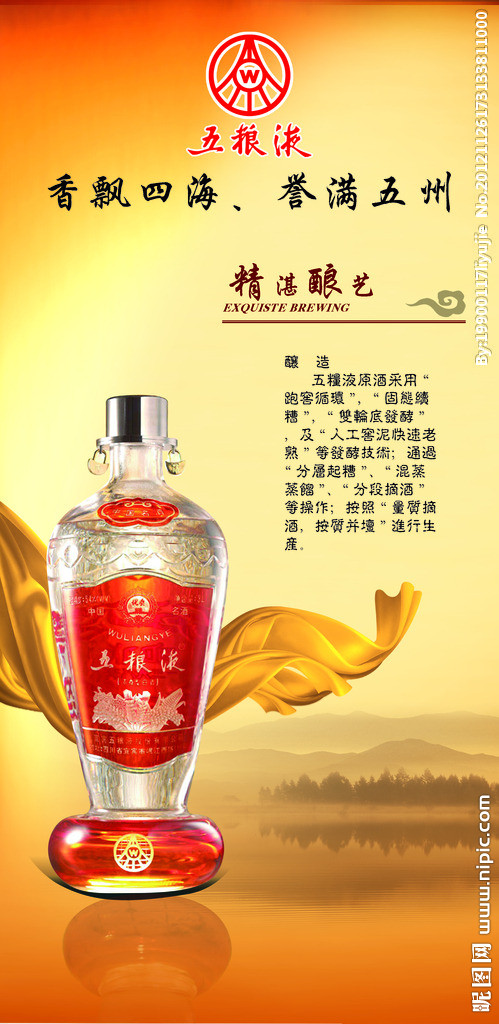 W
五粮液
香飘四海、誉满五州
精湛酿艺
EXQUISTE BREWING
釀 造
五糧液原酒采用“
跑窖循環”，“固態續
糟”，“雙輪底發酵”
，及“人工窖泥快速老
熟”等發酵技術；通過
“分層起糟”、“混蒸
蒸餾”、“分段摘酒”
等操作；按照“量質摘
酒，按質并壇”進行生
産。
中国 名酒
WULIANGYE
五粮液
By:19900117liyujie No.20121126173133811000
昵图网 www.nipic.com